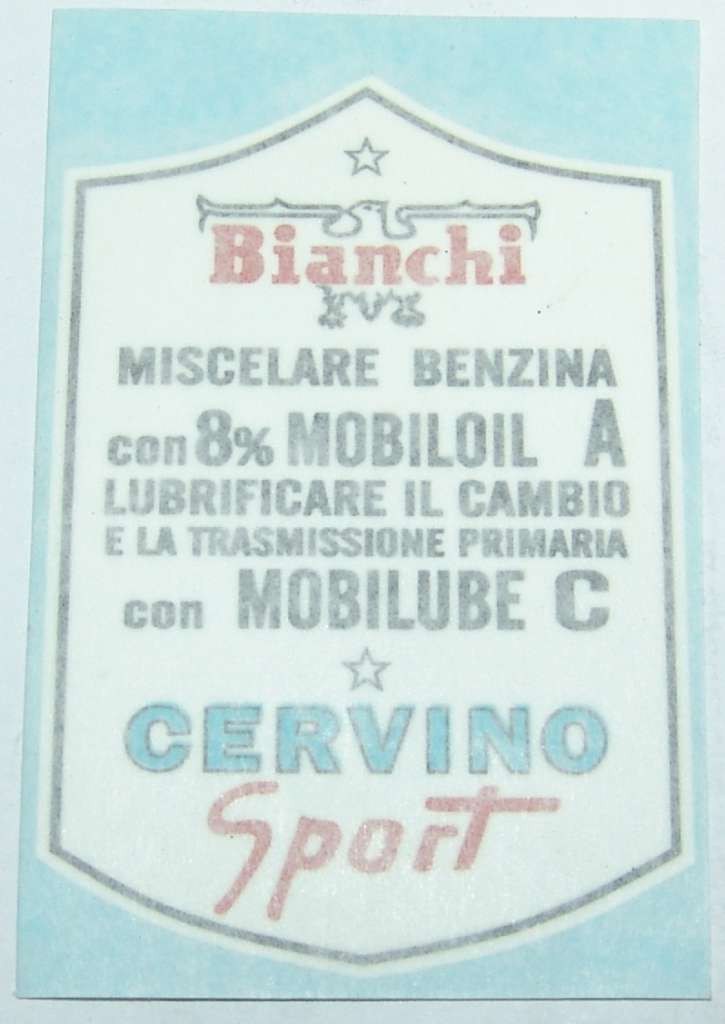 Bianchi
MISCELARE BENZINA
con 8% MOBILOIL A
LUBRIFICARE IL CAMBIO
E LA TRASMISSIONE PRIMARIA
con MOBILUBE C
CERVINO
Sport